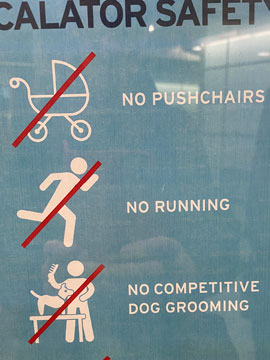 CALATOR SAFETY
NO PUSHCHAIRS
NO RUNNING
NO COMPETITIVE
DOG GROOMING